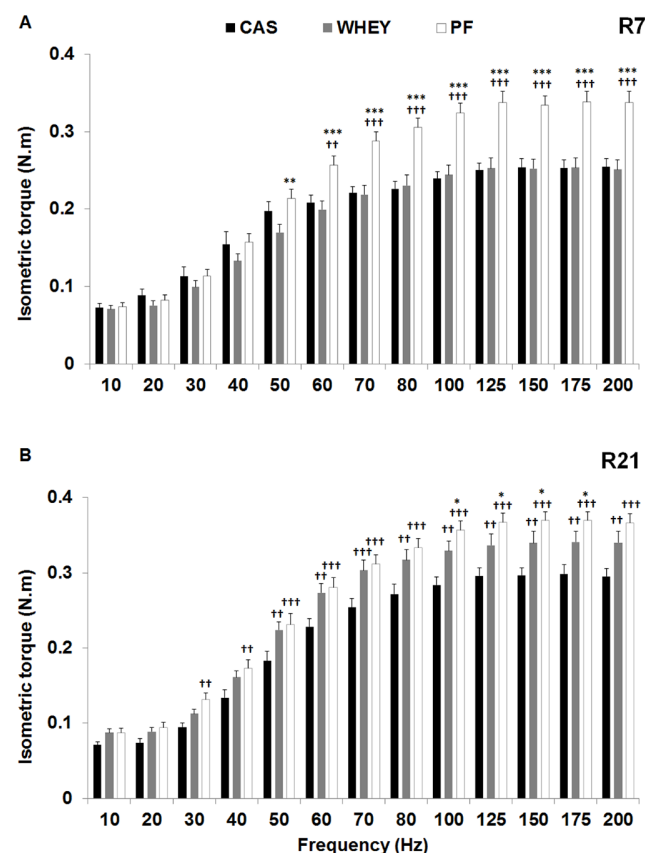 A
CAS WHEY PF
R7
0.4
0.3
0.2
0.1
0
Isometric torque (N.m)
** *** †† *** ††† *** ††† *** ††† *** ††† *** ††† *** ††† *** †††
10 20 30 40 50 60 70 80 100 125 150 175 200
B
R21
0.4
0.3
0.2
0.1
0
Isometric torque (N.m)
†† †† †† ††† †† ††† ††† ††† †† ††† †† * ††† †† * ††† †† * ††† †† * ††† †† †††
10 20 30 40 50 60 70 80 100 125 150 175 200
Frequency (Hz)